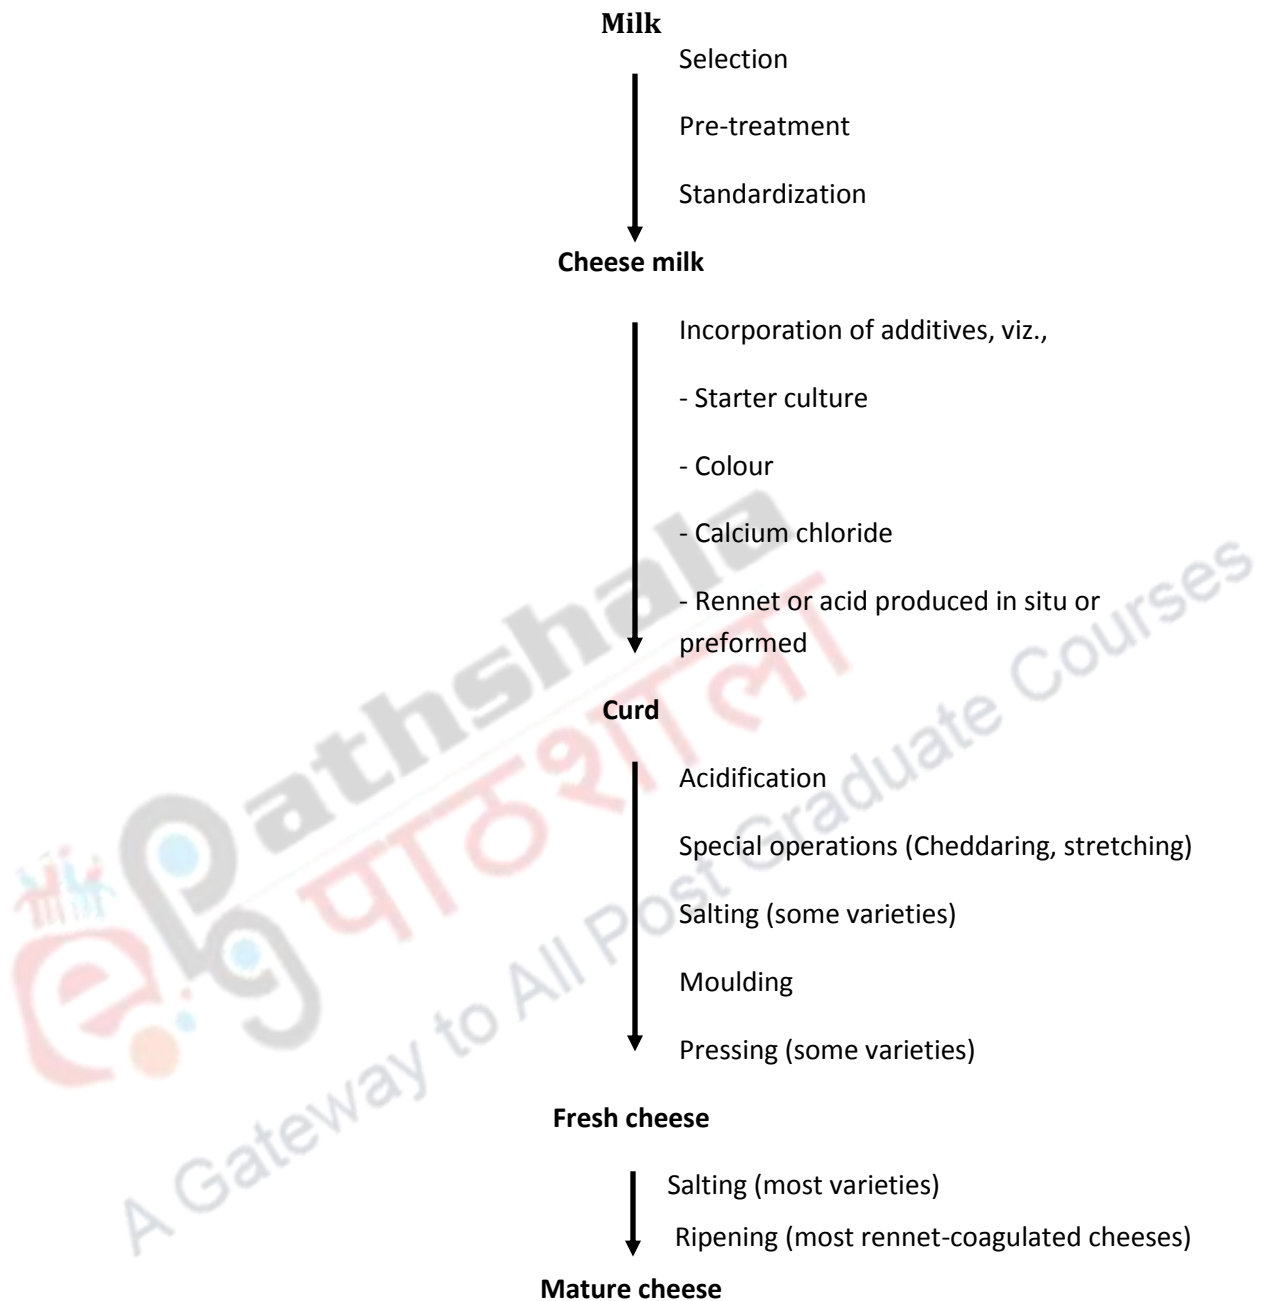 Milk
Selection
Pre-treatment
Standardization
Cheese milk
Incorporation of additives, viz.,
- Starter culture
- Colour
- Calcium chloride
- Rennet or acid produced in situ or
preformed
Curd
Acidification
Special operations (Cheddaring, stretching)
Salting (some varieties)
Moulding
Pressing (some varieties)
Fresh cheese
Salting (most varieties)
Ripening (most rennet-coagulated cheeses)
Mature cheese
e Pg Pathshala
पाठशाला
A Gateway to All Post Graduate Courses